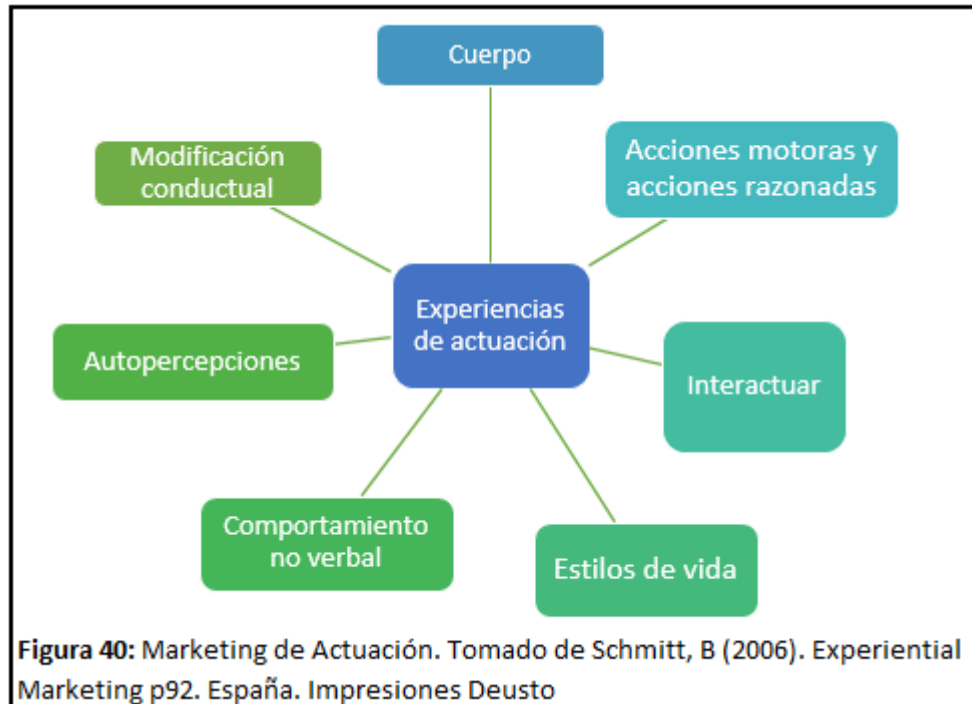 Cuerpo
Modificación
conductual
Acciones motoras y
acciones razonadas
Experiencias
de actuación
Autopercepciones
Interactuar
Comportamiento
no verbal
Estilos de vida
Figura 40: Marketing de Actuación. Tomado de Schmitt, B (2006). Experiential
Marketing p92. España. Impresiones Deusto